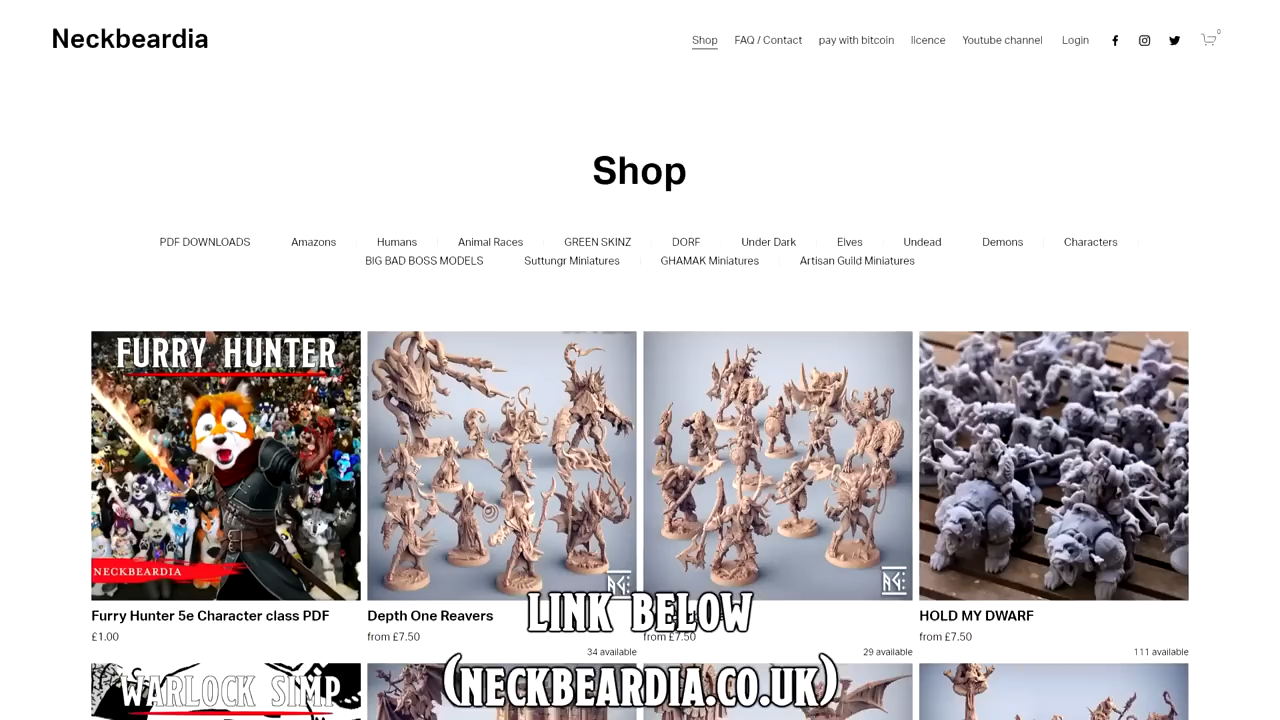 Neckbeardia
Shop FAQ / Contact pay with bitcoin licence Youtube channel Login 0
Shop
PDF DOWNLOADS Amazons Humans Animal Races GREEN SKINZ DORF Under Dark Elves Undead Demons Characters
BIG BAD BOSS MODELS Suttungr Miniatures GHAMAK Miniatures Artisan Guild Miniatures
FURRY HUNTER
NECKBEARDIA
Furry Hunter 5e Character class PDF
£1.00
Depth One Reavers
from £7.50
34 available
from £7.50
29 available
HOLD MY DWARF
from £7.50
111 available
LINK BELOW
(NECKBEARDIA.CO.UK)
WARLOCK SIMP